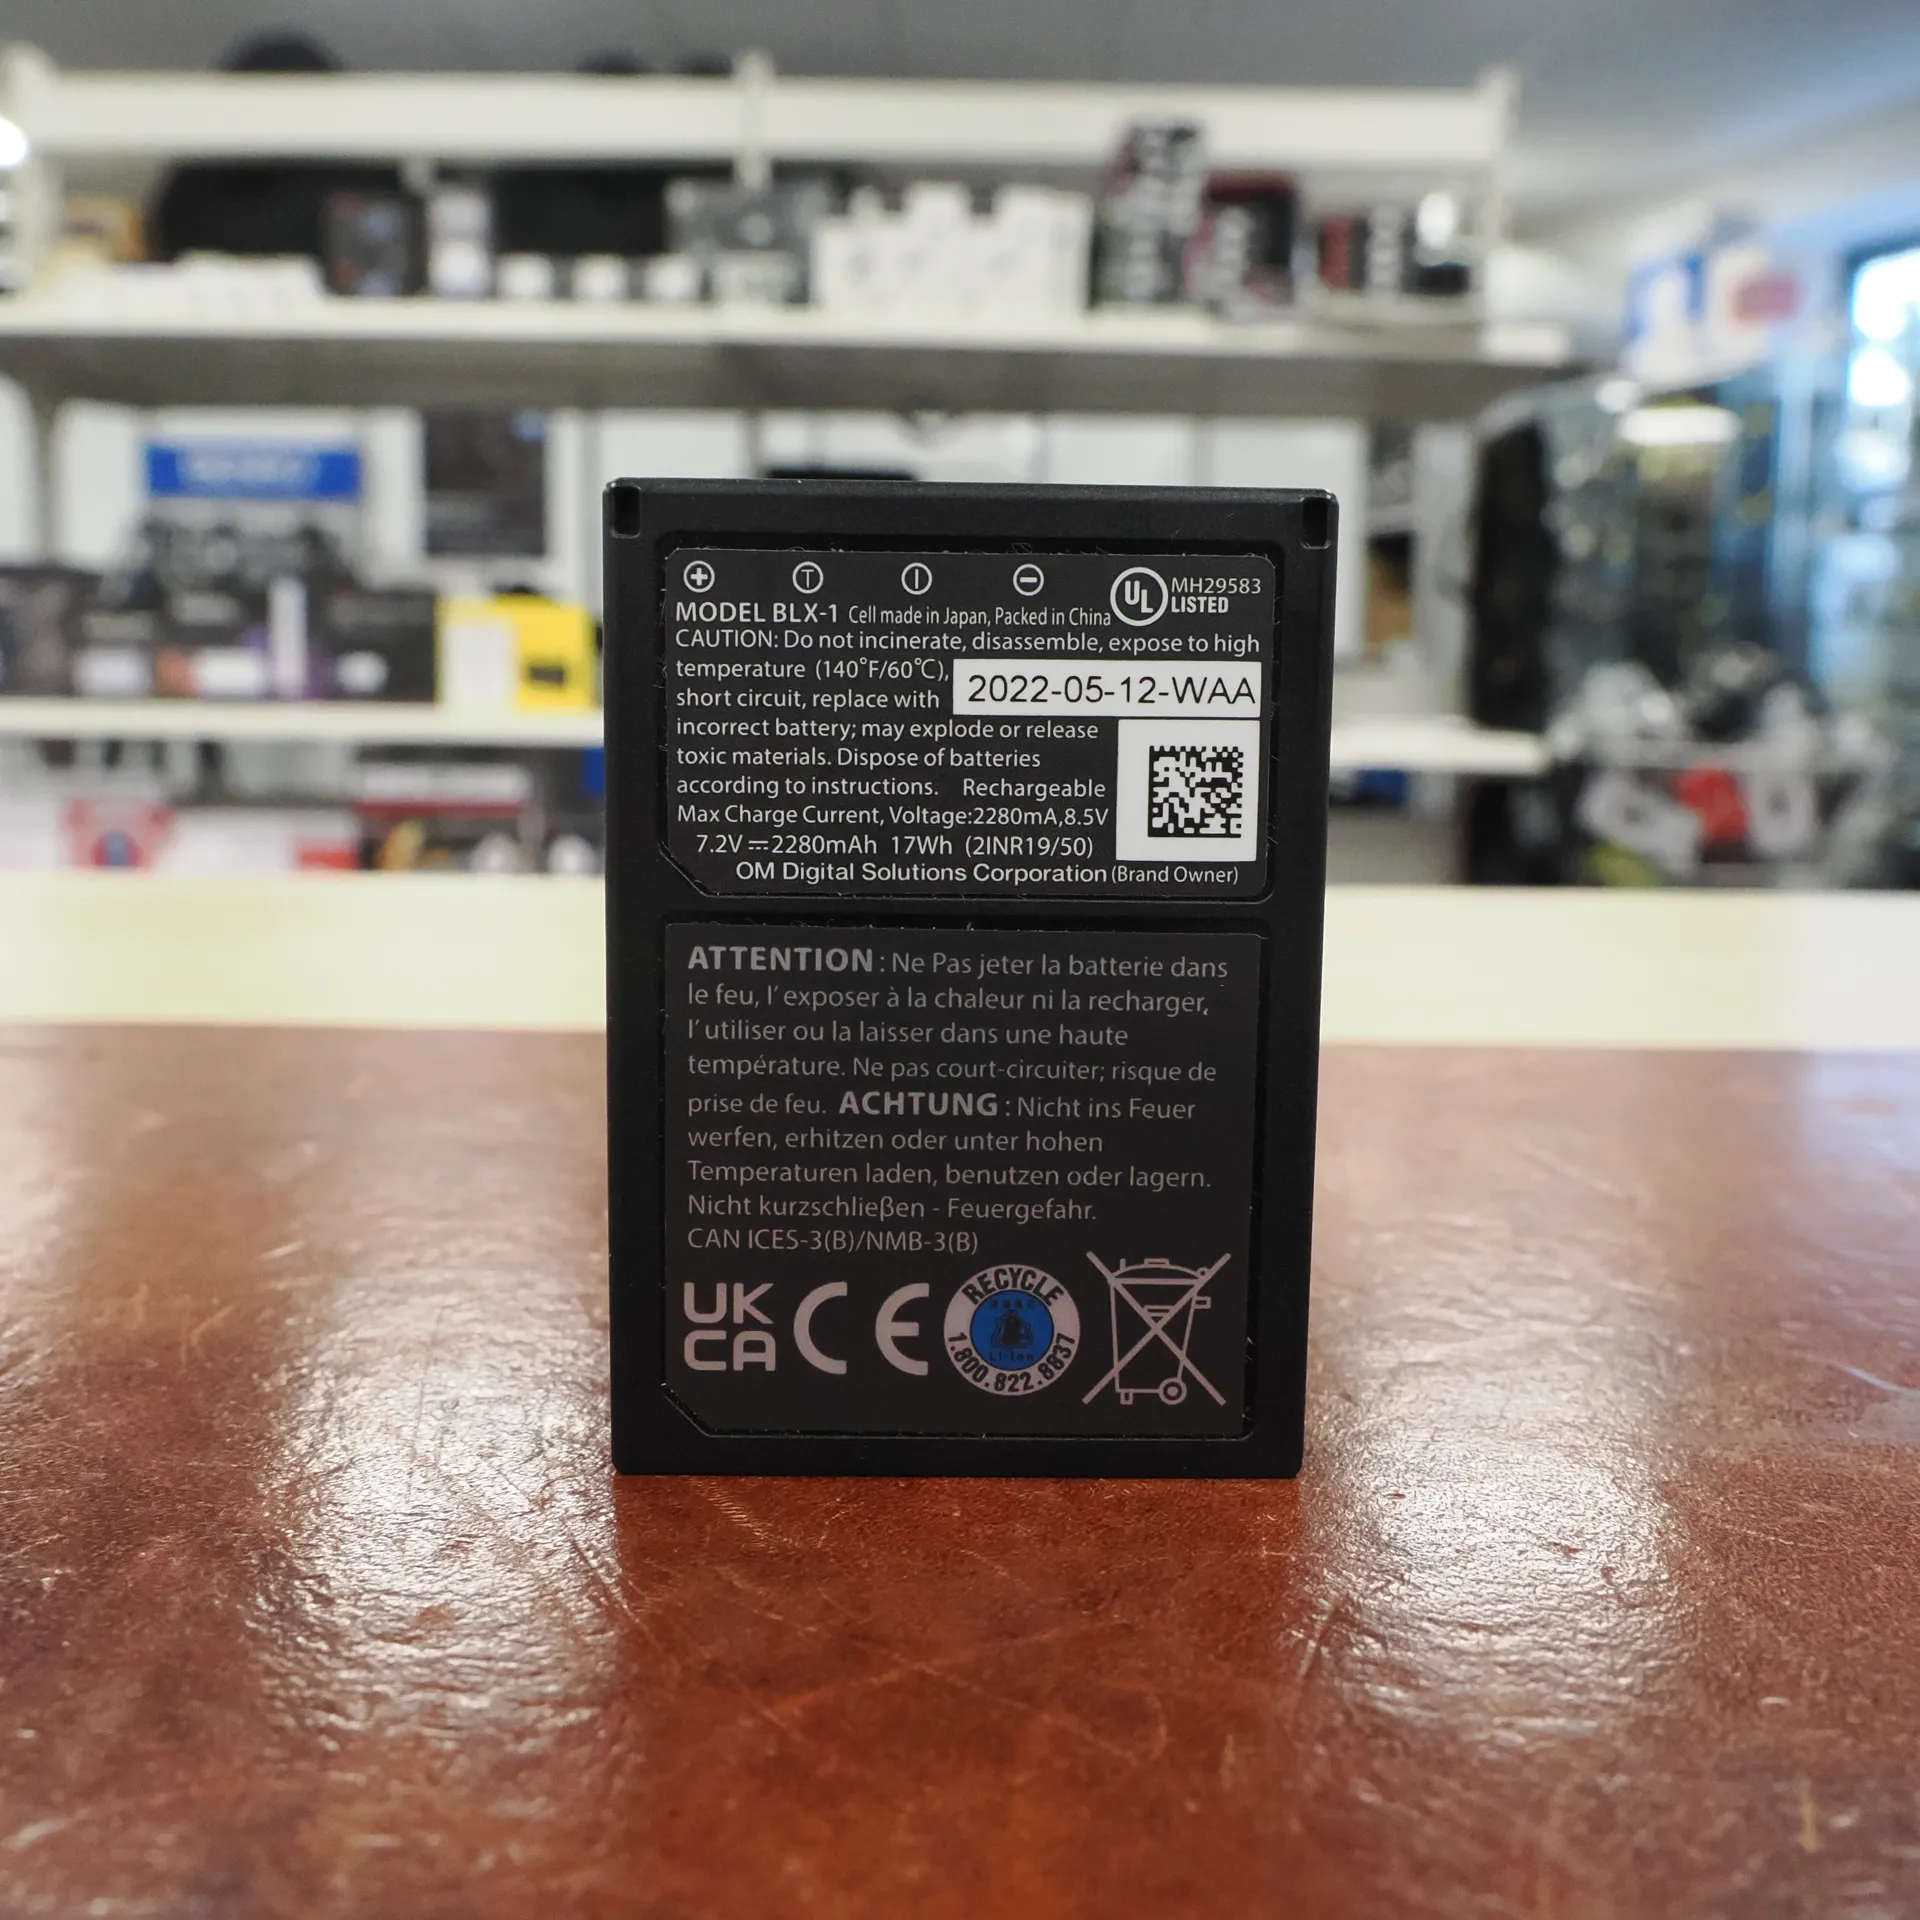 + T I −
MODEL BLX-1 Cell made in Japan, Packed in China UL MH29583 LISTED
CAUTION: Do not incinerate, disassemble, expose to high
temperature (140°F/60℃),
short circuit, replace with
2022-05-12-WAA
incorrect battery; may explode or release
toxic materials. Dispose of batteries
according to instructions. Rechargeable
Max Charge Current, Voltage:2280mA,8.5V
7.2V⎓2280mAh 17Wh (2INR19/50)
OM Digital Solutions Corporation (Brand Owner)
ATTENTION : Ne Pas jeter la batterie dans
le feu, l'exposer à la chaleur ni la recharger,
l'utiliser ou la laisser dans une haute
température. Ne pas court-circuiter; risque de
prise de feu. ACHTUNG : Nicht ins Feuer
werfen, erhitzen oder unter hohen
Temperaturen laden, benutzen oder lagern.
Nicht kurzschlieβen - Feuergefahr.
CAN ICES-3(B)/NMB-3(B)
UK
CA
CE
RECYCLE
RBRC
Li-ion
1.800.822.8837